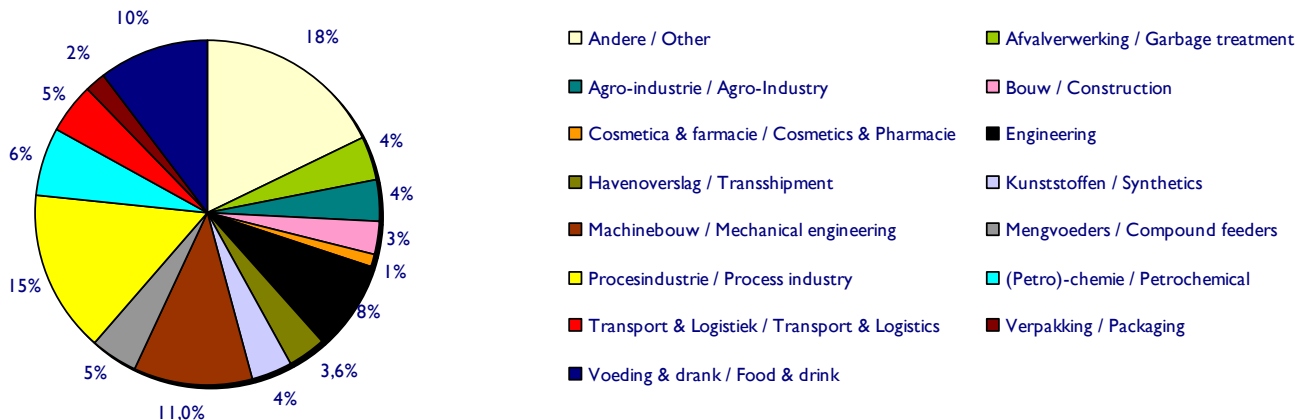 10%
18%
2%
5%
6%
15%
5%
11,0%
4%
3,6%
8%
1%
3%
4%
4%
Andere / Other
Afvalverwerking / Garbage treatment
Agro-industrie / Agro-Industry
Bouw / Construction
Cosmetica & farmacie / Cosmetics & Pharmacie
Engineering
Havenoverslag / Transshipment
Kunststoffen / Synthetics
Machinebouw / Mechanical engineering
Mengvoeders / Compound feeders
Procesindustrie / Process industry
(Petro)-chemie / Petrochemical
Transport & Logistiek / Transport & Logistics
Verpakking / Packaging
Voeding & drank / Food & drink